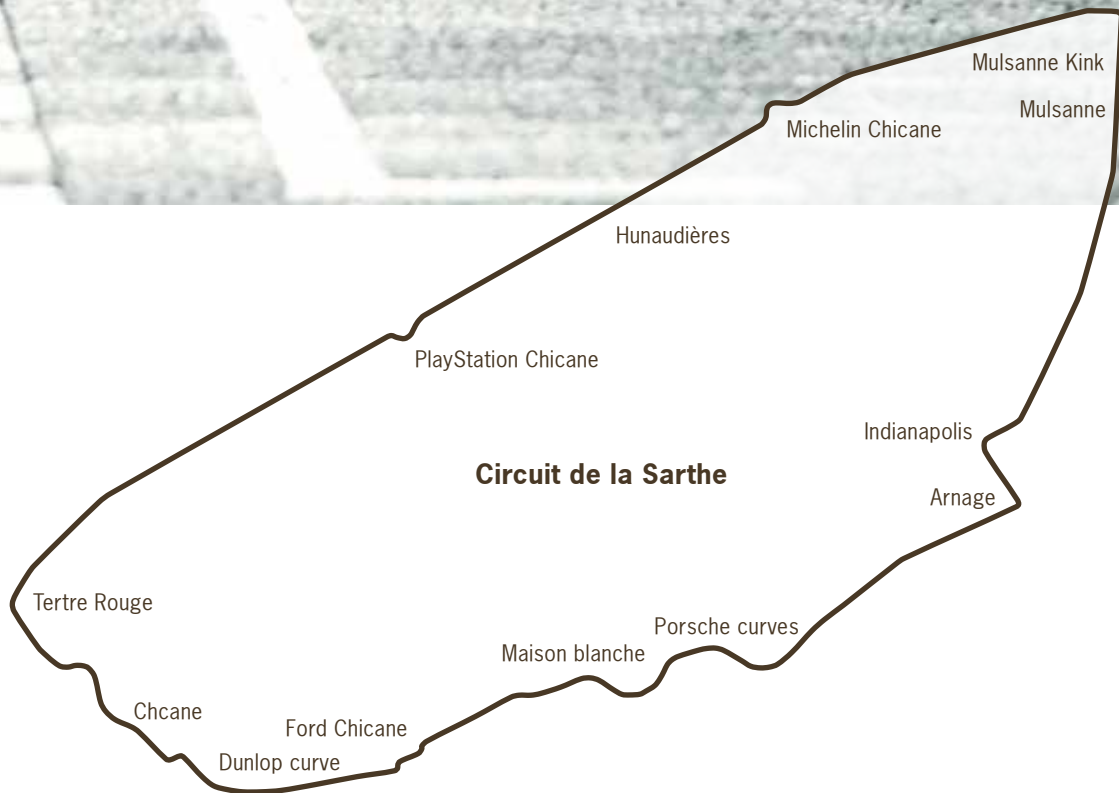 Mulsanne Kink
Mulsanne
Michelin Chicane
Hunaudières
PlayStation Chicane
Indianapolis
Circuit de la Sarthe
Arnage
Tertre Rouge
Porsche curves
Maison blanche
Chcane
Ford Chicane
Dunlop curve